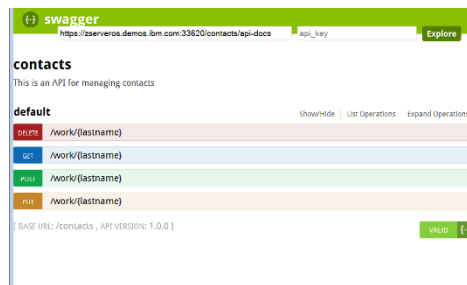 {···} swagger
https://zserveros.demos.ibm.com:33620/contacts/api-docs api_key Explore
contacts
This is an API for managing contacts
default Show/Hide List Operations Expand Operations
DELETE /work/{lastname}
GET /work/{lastname}
POST /work/{lastname}
PUT /work/{lastname}
[ BASE URL: /contacts , API VERSION: 1.0.0 ] VALID {